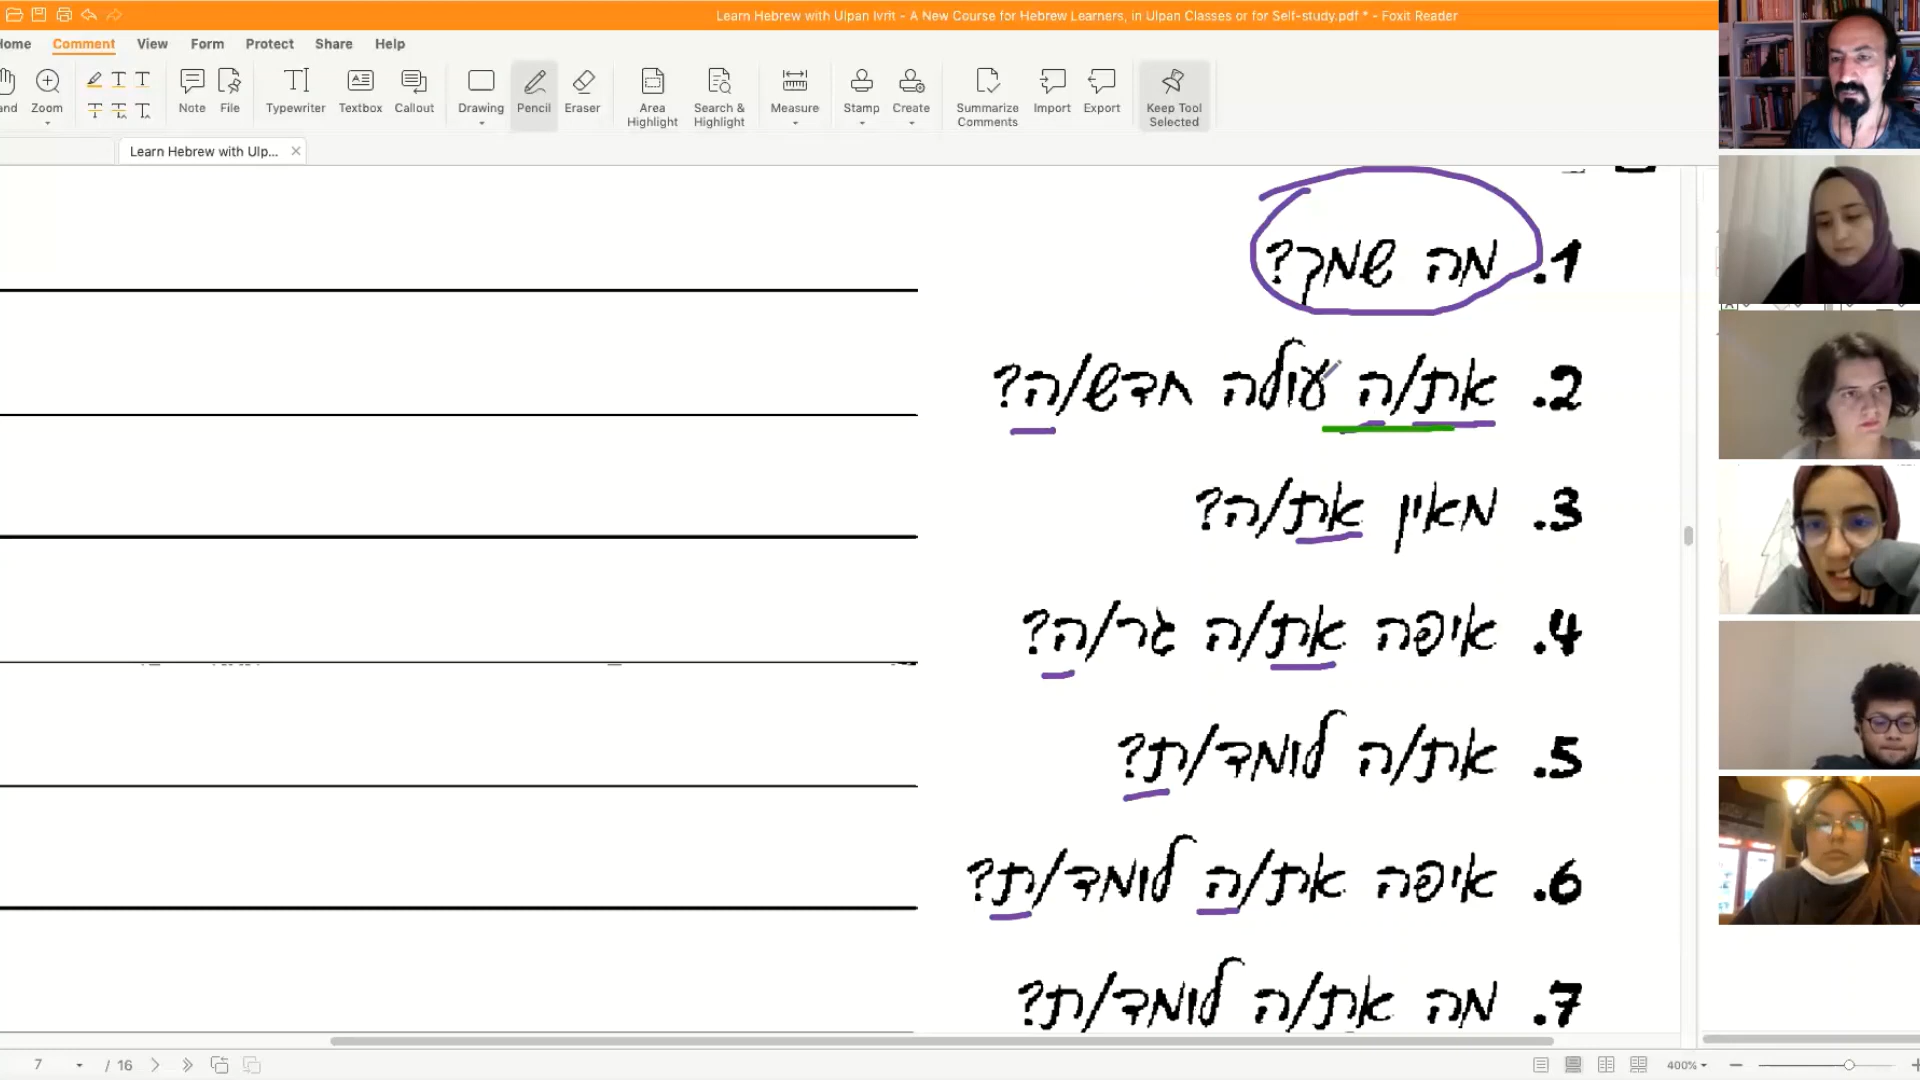 Learn Hebrew with Ulpan Ivrit - A New Course for Hebrew Learners, in Ulpan Classes or for Self-study.pdf * - Foxit Reader
Home Comment View Form Protect Share Help
and Zoom Note File Typewriter Textbox Callout Drawing Pencil Eraser Area Highlight Search & Highlight Measure Stamp Create Summarize Comments Import Export Keep Tool Selected
Learn Hebrew with Ulp...
1. מה שמך?
2. את/ה עולה חדש/ה?
3. מאין את/ה?
4. איפה את/ה גר/ה?
5. את/ה לומד/ת?
6. איפה את/ה לומד/ת?
7. מה את/ה לומד/ת?
7 / 16 400%